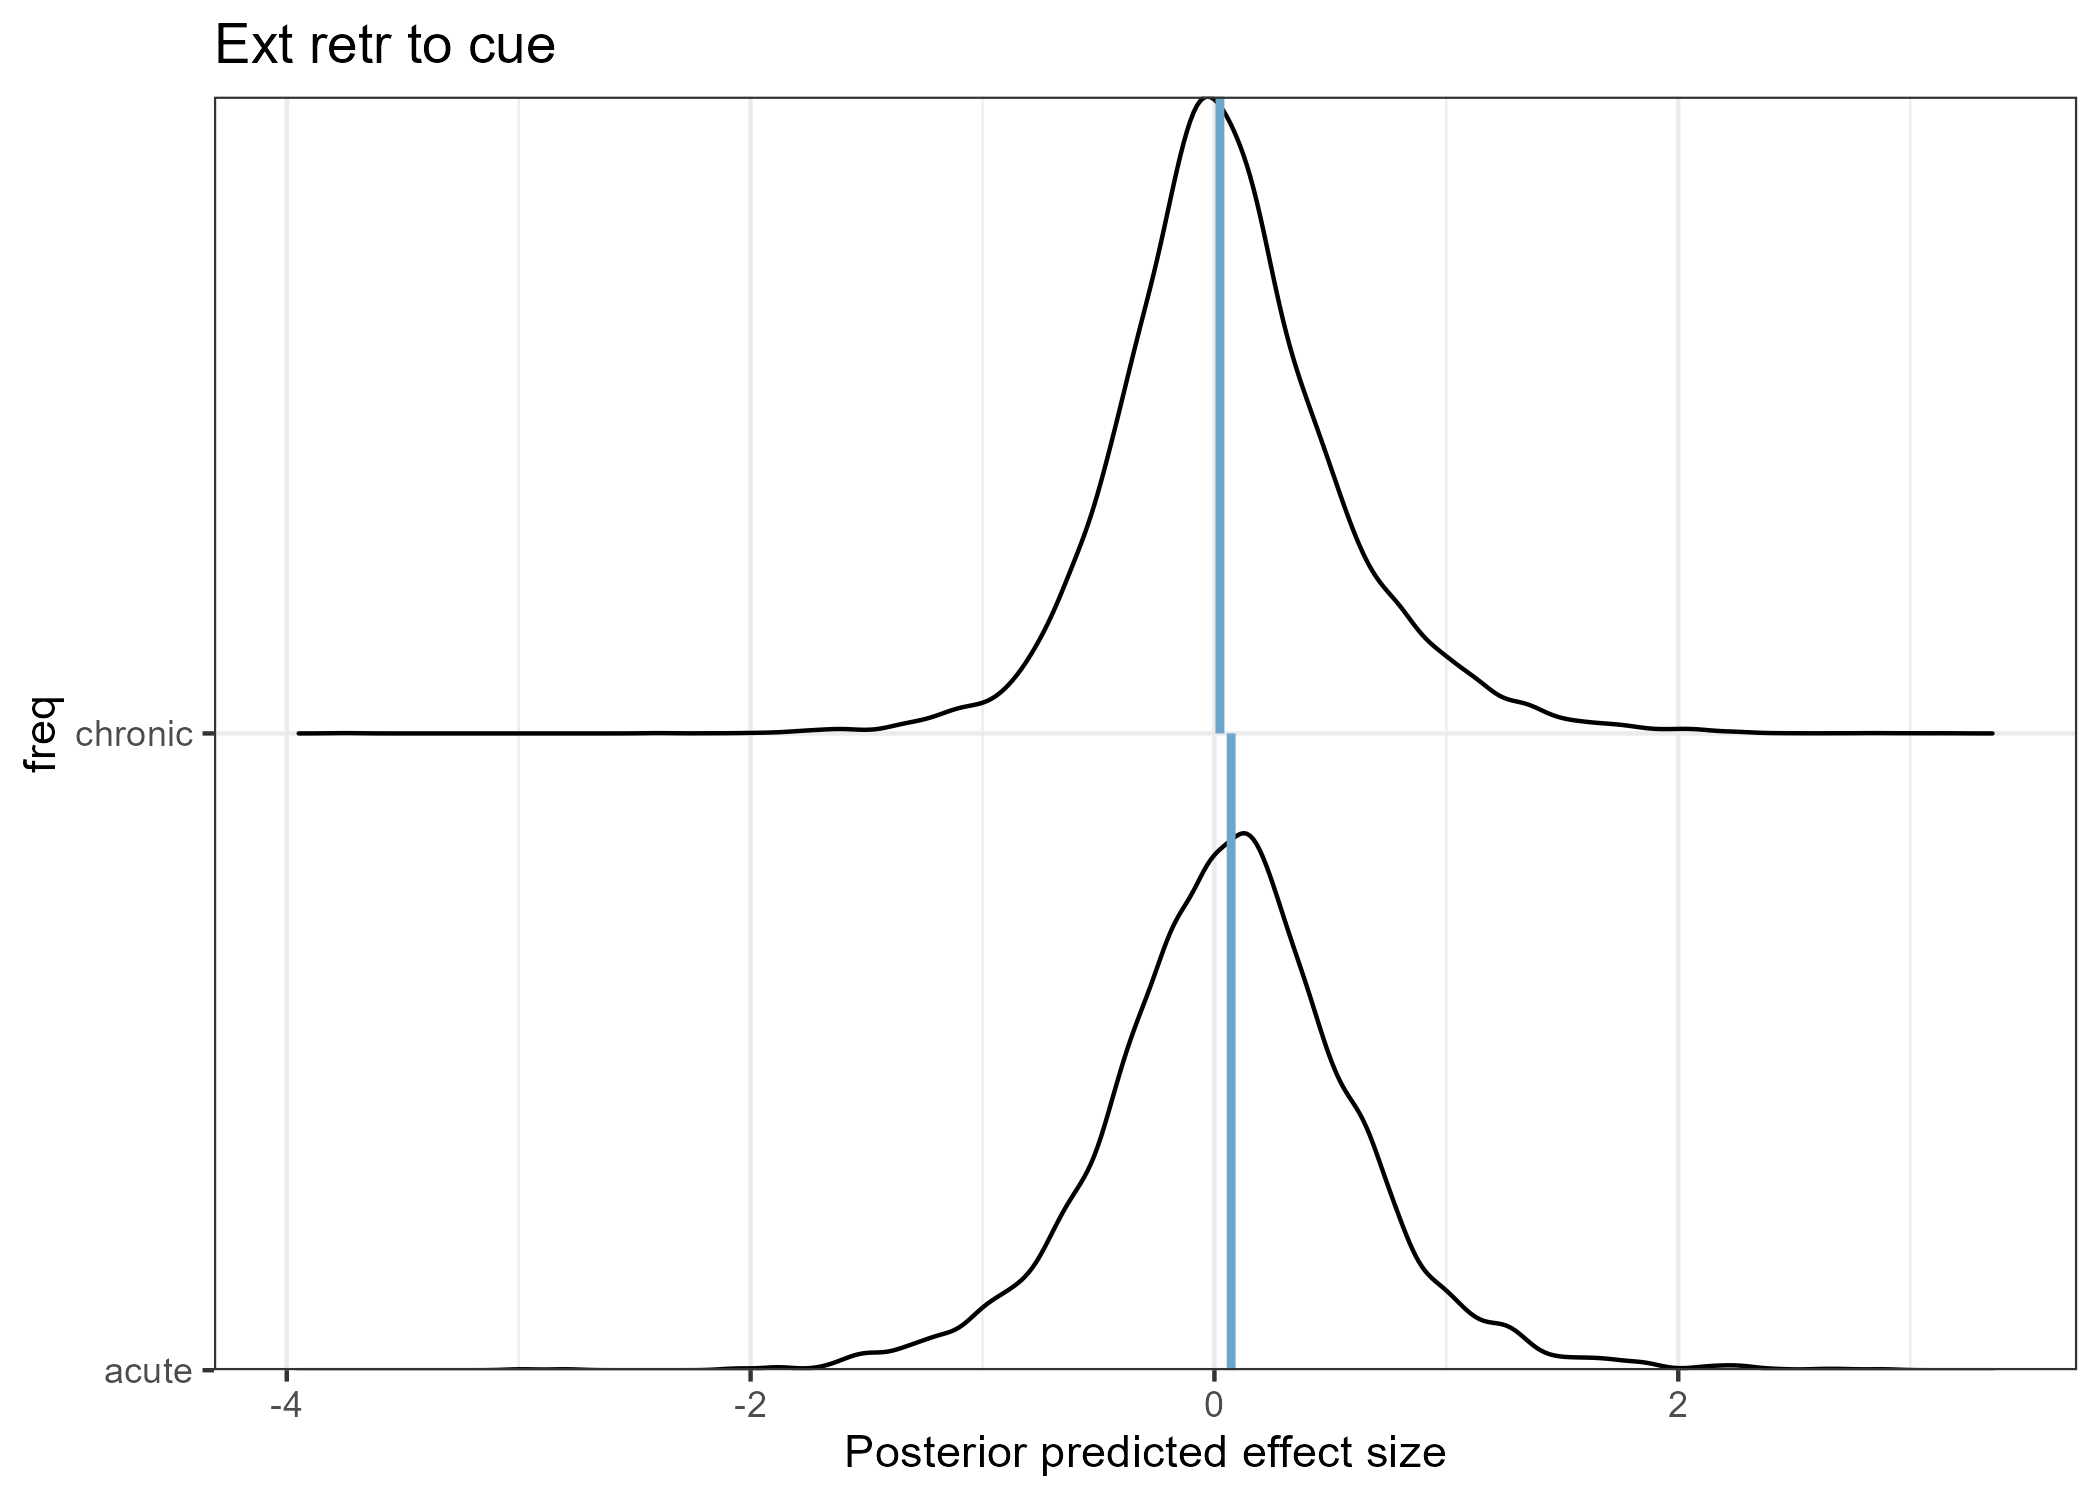 Ext retr to cue
freq
chronic
acute
-4 -2 0 2
Posterior predicted effect size